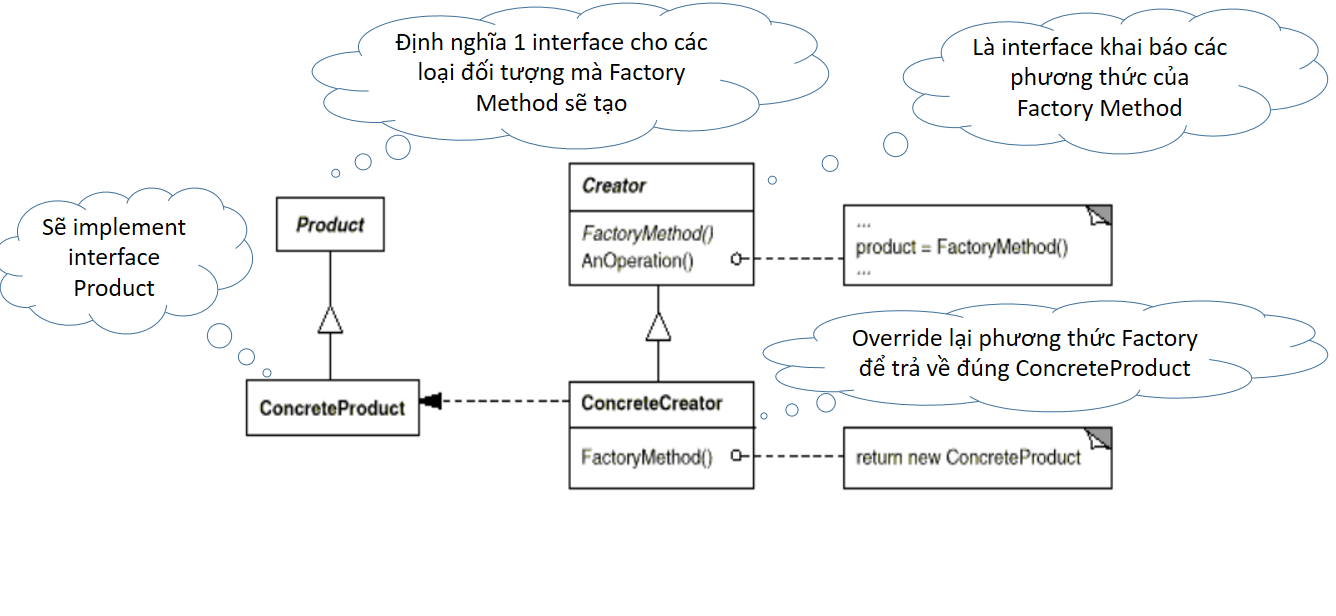 Định nghĩa 1 interface cho các
loại đối tượng mà Factory
Method sẽ tạo
Là interface khai báo các
phương thức của
Factory Method
Sẽ implement
interface
Product
Product
Creator
FactoryMethod()
AnOperation()
...
product = FactoryMethod()
...
Override lại phương thức Factory
để trả về đúng ConcreteProduct
ConcreteProduct
ConcreteCreator
FactoryMethod()
return new ConcreteProduct